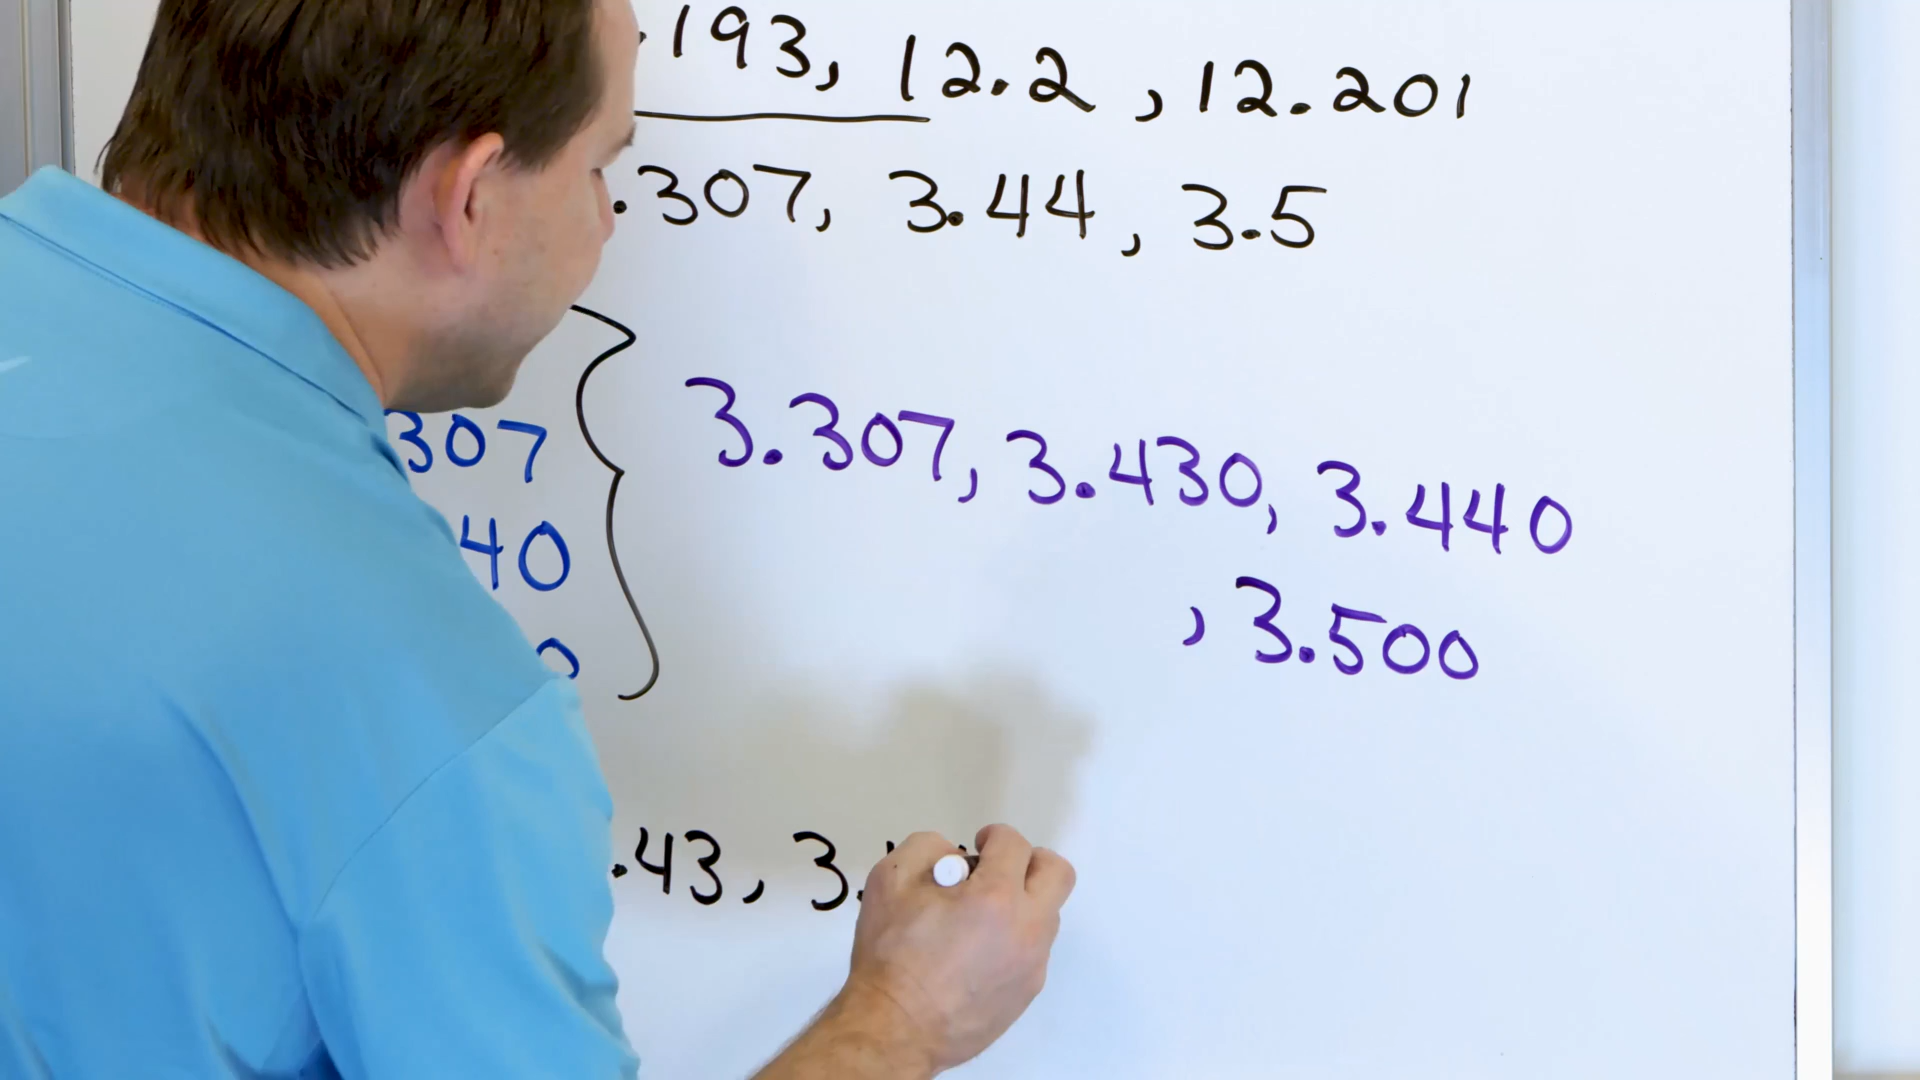 .193, 12.2, 12.201
.307, 3.44, 3.5
307
40
0
3.307, 3.430, 3.440
, 3.500
.43, 3.